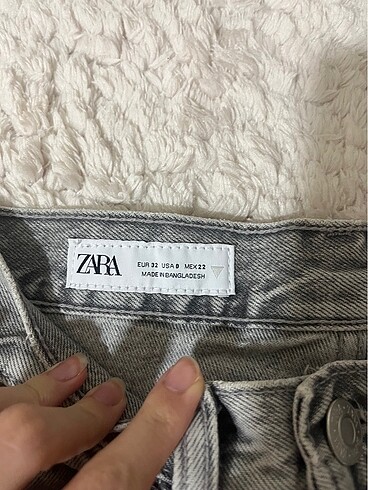 ZARA
EUR 32 USA 0 MEX 22
MADE IN BANGLADESH